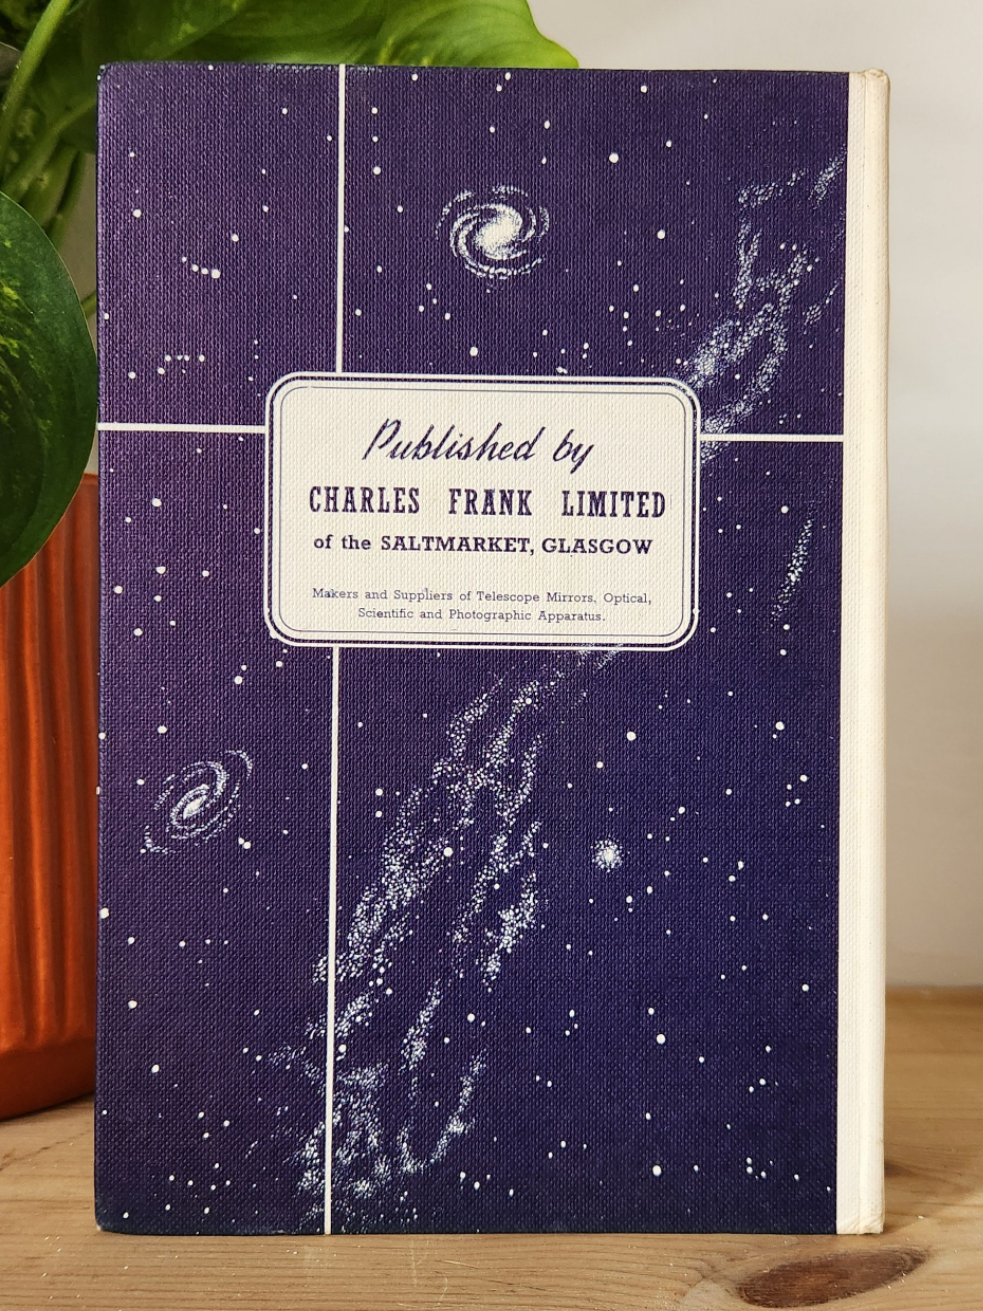 Published by
CHARLES FRANK LIMITED
of the SALTMARKET, GLASGOW
Makers and Suppliers of Telescope Mirrors, Optical,
Scientific and Photographic Apparatus.